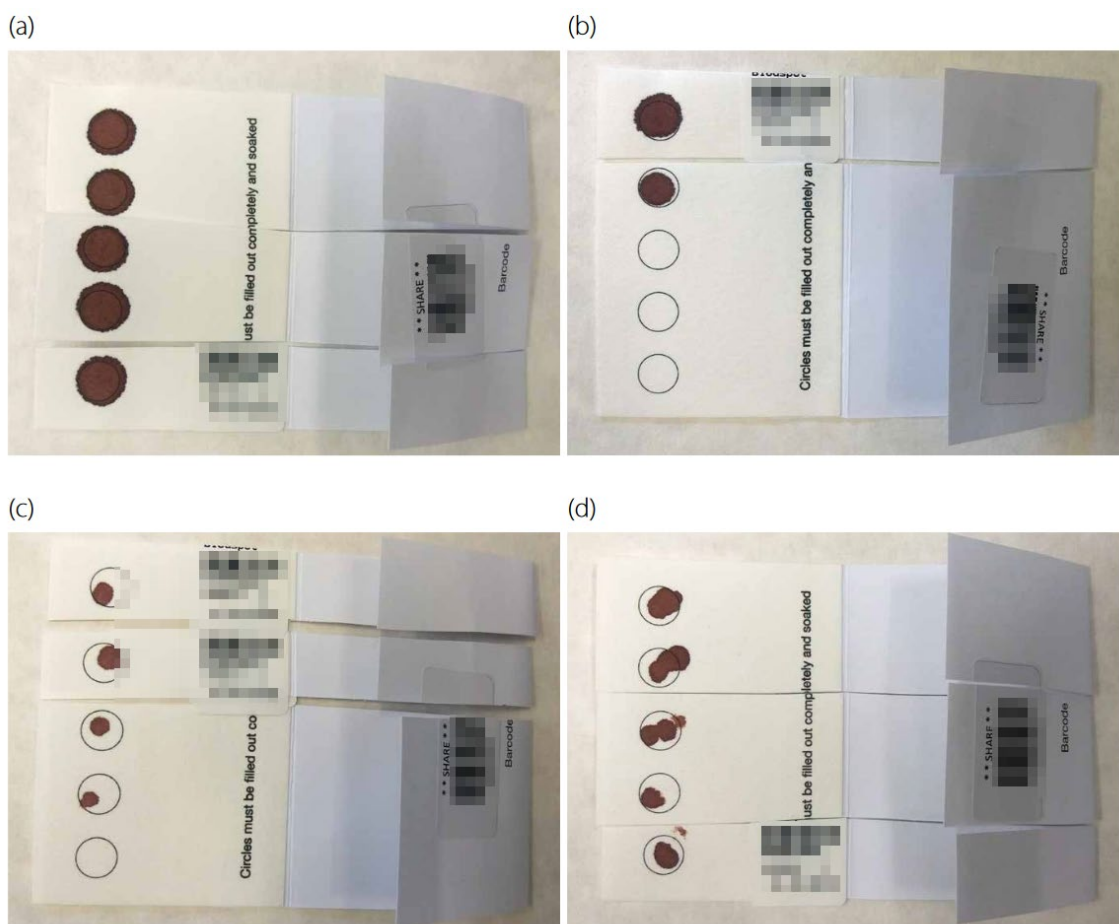 (a)
ust be filled out completely and soaked
* * SHARE * *
Barcode
(b)
Circles must be filled out completely an
* * SHARE * *
Barcode
(c)
Circles must be filled out co
* * SHARE * *
Barcode
(d)
ust be filled out completely and soaked
* * SHARE * *
Barcode